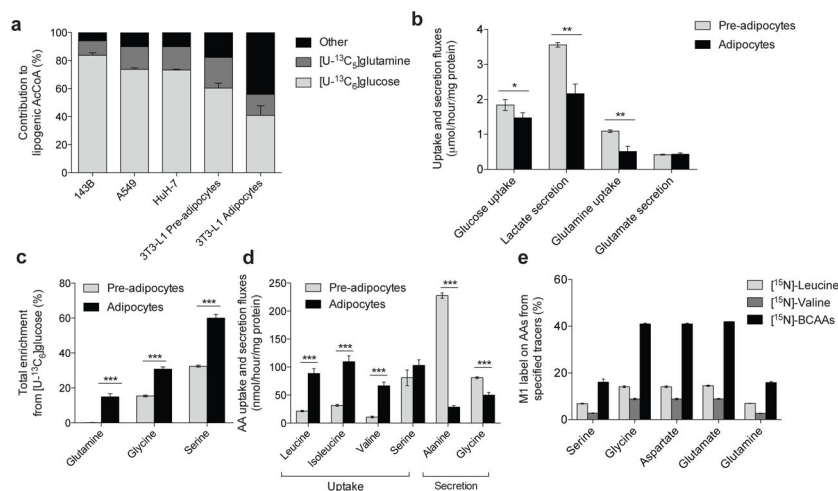 a
Contribution to
lipogenic AcCoA (%)
100
80
60
40
20
0
143B
A549
HuH-7
3T3-L1 Pre-adipocytes
3T3-L1 Adipocytes
Other
[U-¹³C₅]glutamine
[U-¹³C₆]glucose
b
Uptake and secretion fluxes
(μmol/hour/mg protein)
4
3
2
1
0
*
**
**
Glucose uptake
Lactate secretion
Glutamine uptake
Glutamate secretion
Pre-adipocytes
Adipocytes
c
Total enrichment
from [U-¹³C₆]glucose (%)
80
60
40
20
0
Pre-adipocytes
Adipocytes
***
***
***
Glutamine
Glycine
Serine
d
AA uptake and secretion fluxes
(nmol/hour/mg protein)
250
200
150
100
50
0
Pre-adipocytes
Adipocytes
***
***
***
***
***
Leucine
Isoleucine
Valine
Serine
Alanine
Glycine
Uptake
Secretion
e
M1 label on AAs from
specified tracers (%)
60
40
20
0
Serine
Glycine
Aspartate
Glutamate
Glutamine
[¹⁵N]-Leucine
[¹⁵N]-Valine
[¹⁵N]-BCAAs